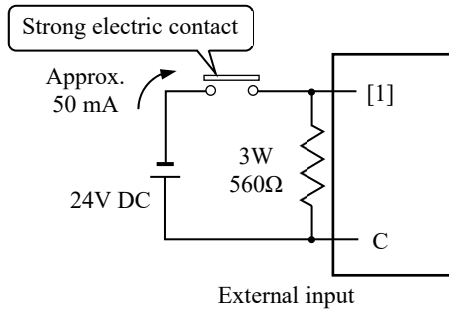 Strong electric contact
Approx.
50 mA
[1]
3W
560Ω
24V DC
C
External input